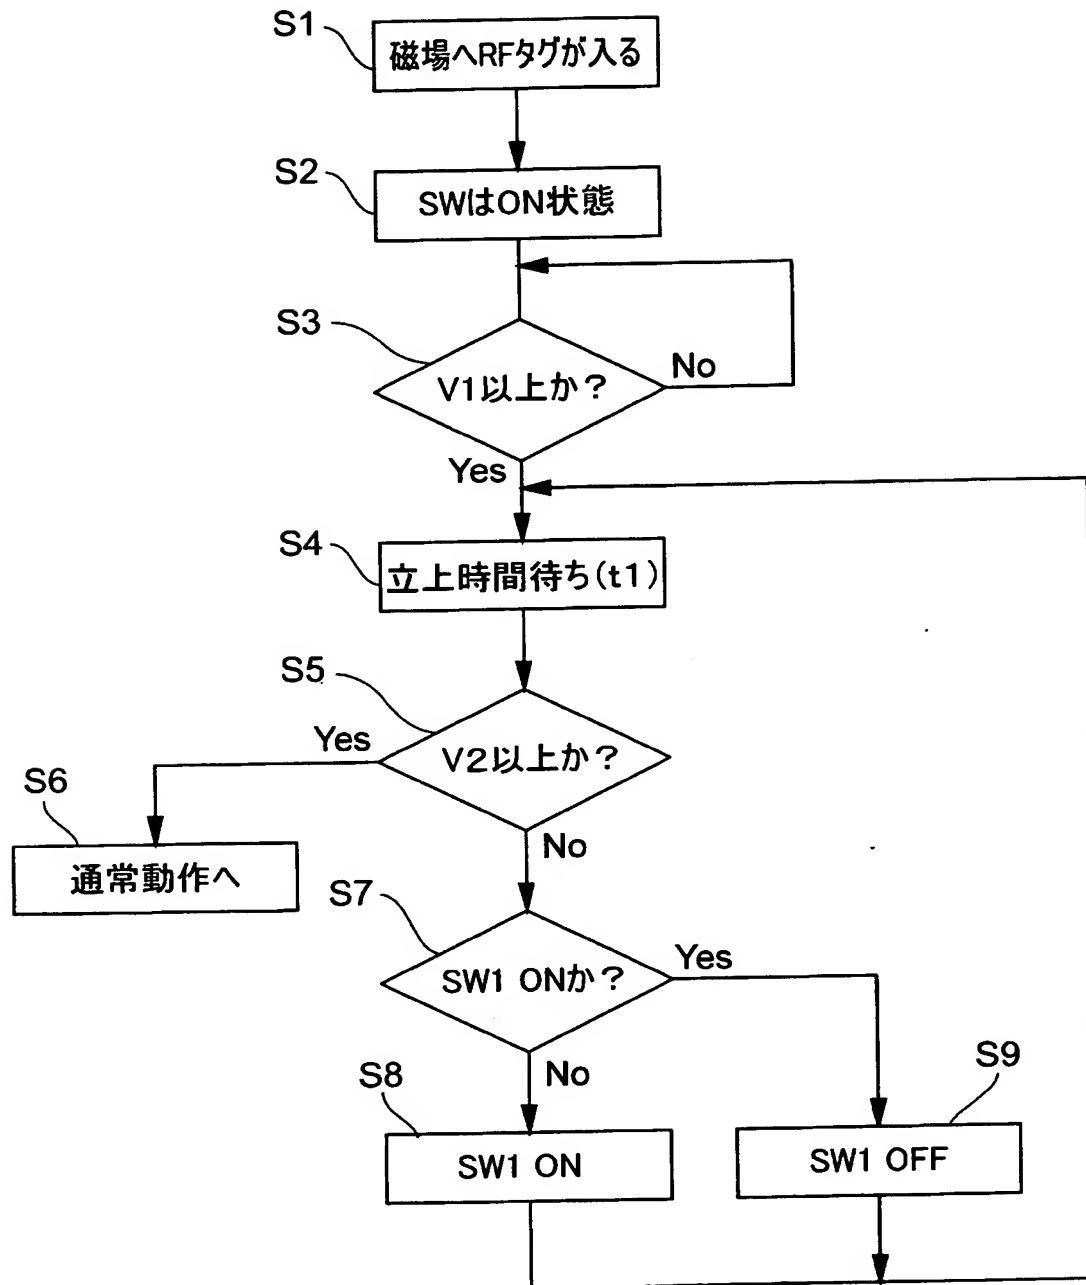 S1
磁場へRFタグが入る
S2
SWはON状態
S3
V1以上か？
No
Yes
S4
立上時間待ち(t1)
S5
Yes
V2以上か？
S6
通常動作へ
No
S7
SW1 ONか？
Yes
S8
No
S9
SW1 ON
SW1 OFF